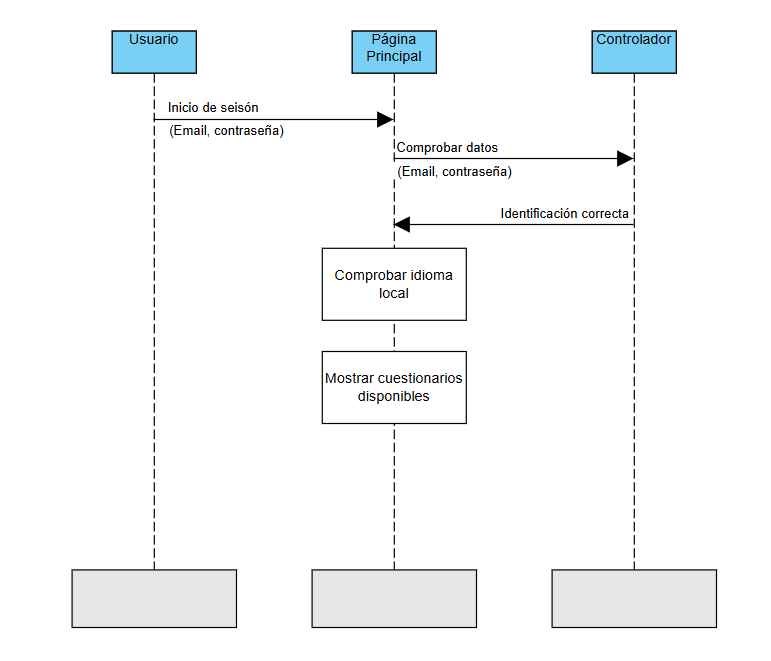 Usuario
Página
Principal
Controlador
Inicio de seisón
(Email, contraseña)
Comprobar datos
(Email, contraseña)
Identificación correcta
Comprobar idioma
local
Mostrar cuestionarios
disponibles